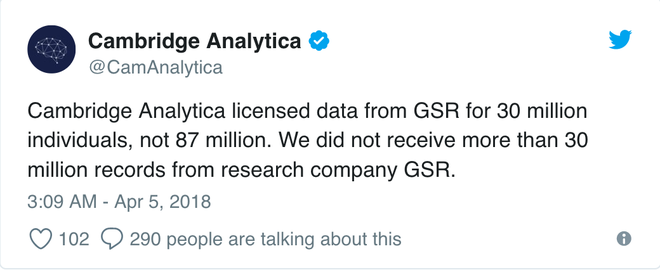 Cambridge Analytica
@CamAnalytica
Cambridge Analytica licensed data from GSR for 30 million
individuals, not 87 million. We did not receive more than 30
million records from research company GSR.
3:09 AM - Apr 5, 2018
102 290 people are talking about this